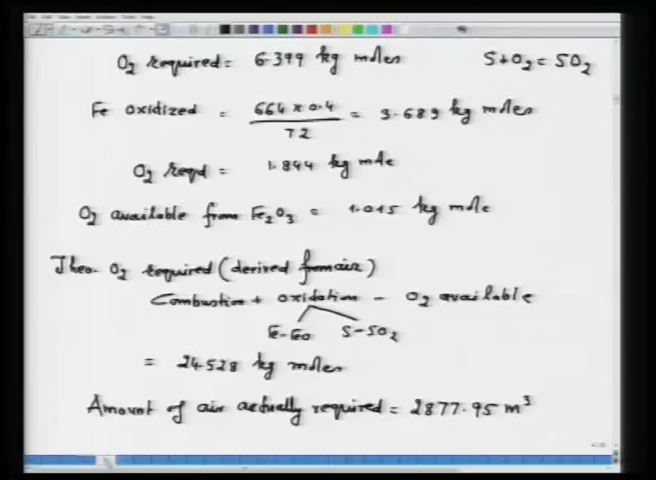 O2 required = 6.399 kg moles S+O2 = SO2
Fe oxidized = 664 x 0.4 / 72 = 3.689 kg moles
O2 reqd = 1.844 kg mole
O2 available from Fe2O3 = 1.015 kg mole
Theo. O2 required (derived from air)
Combustion + oxidation - O2 available
Fe-FeO S-SO2
= 24.528 kg moles
Amount of air actually required = 2877.95 m³